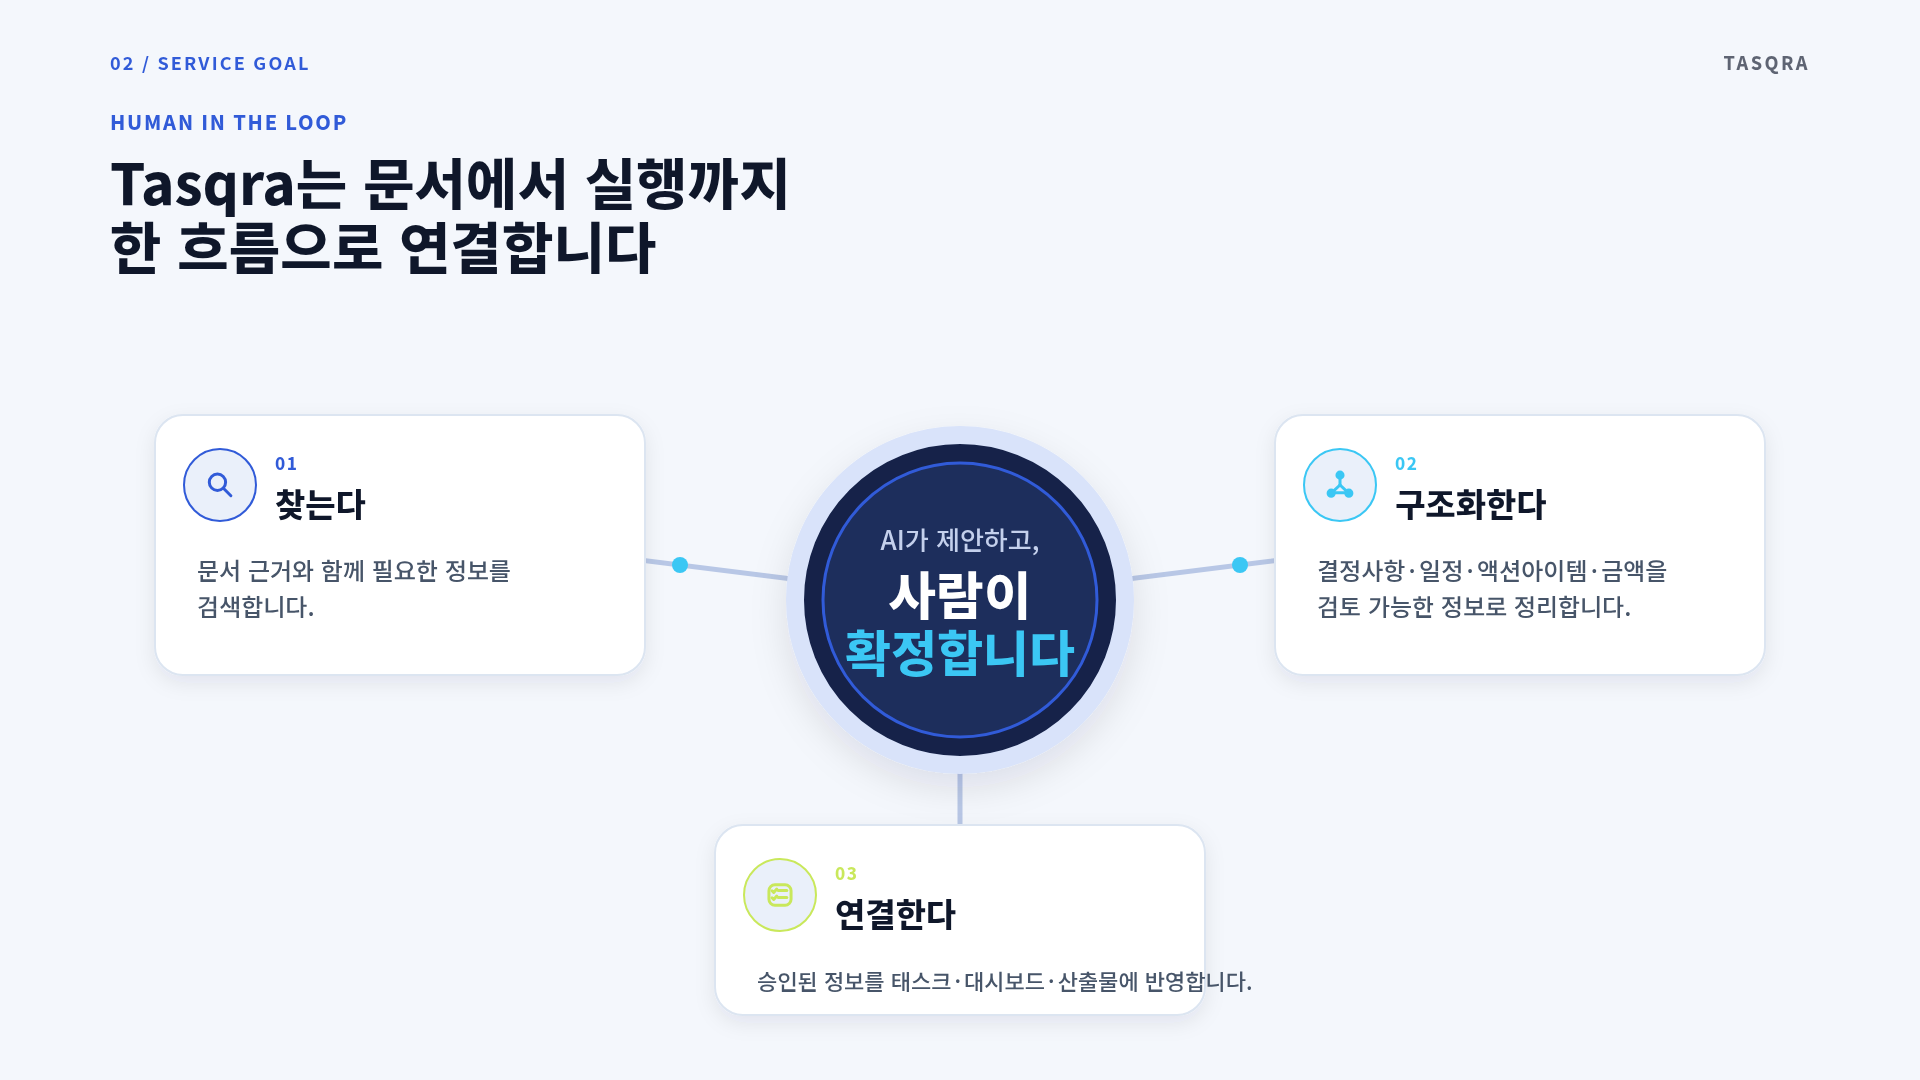 02 / SERVICE GOAL
TASQRA
HUMAN IN THE LOOP
Tasqra는 문서에서 실행까지
한 흐름으로 연결합니다
01
찾는다
문서 근거와 함께 필요한 정보를
검색합니다.
AI가 제안하고,
사람이
확정합니다
02
구조화한다
결정사항·일정·액션아이템·금액을
검토 가능한 정보로 정리합니다.
03
연결한다
승인된 정보를 태스크·대시보드·산출물에 반영합니다.